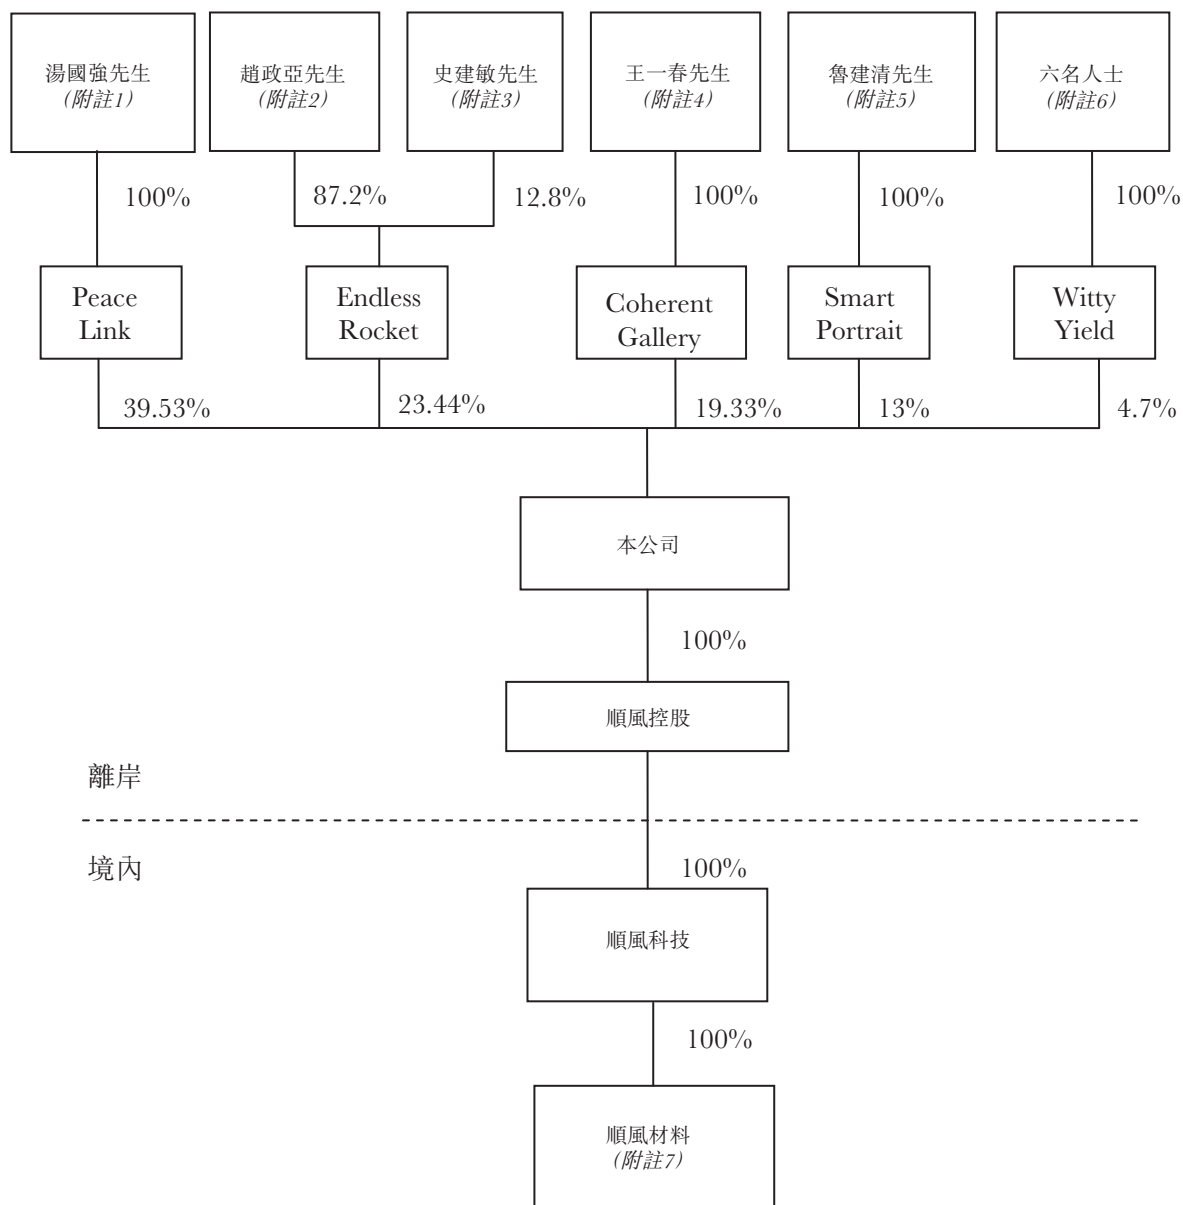 湯國強先生
(附註1)
趙政亞先生
(附註2)
史建敏先生
(附註3)
王一春先生
(附註4)
魯建清先生
(附註5)
六名人士
(附註6)
100%
87.2%
12.8%
100%
100%
100%
Peace
Link
Endless
Rocket
Coherent
Gallery
Smart
Portrait
Witty
Yield
39.53%
23.44%
19.33%
13%
4.7%
本公司
100%
順風控股
離岸
境內
100%
順風科技
100%
順風材料
(附註7)